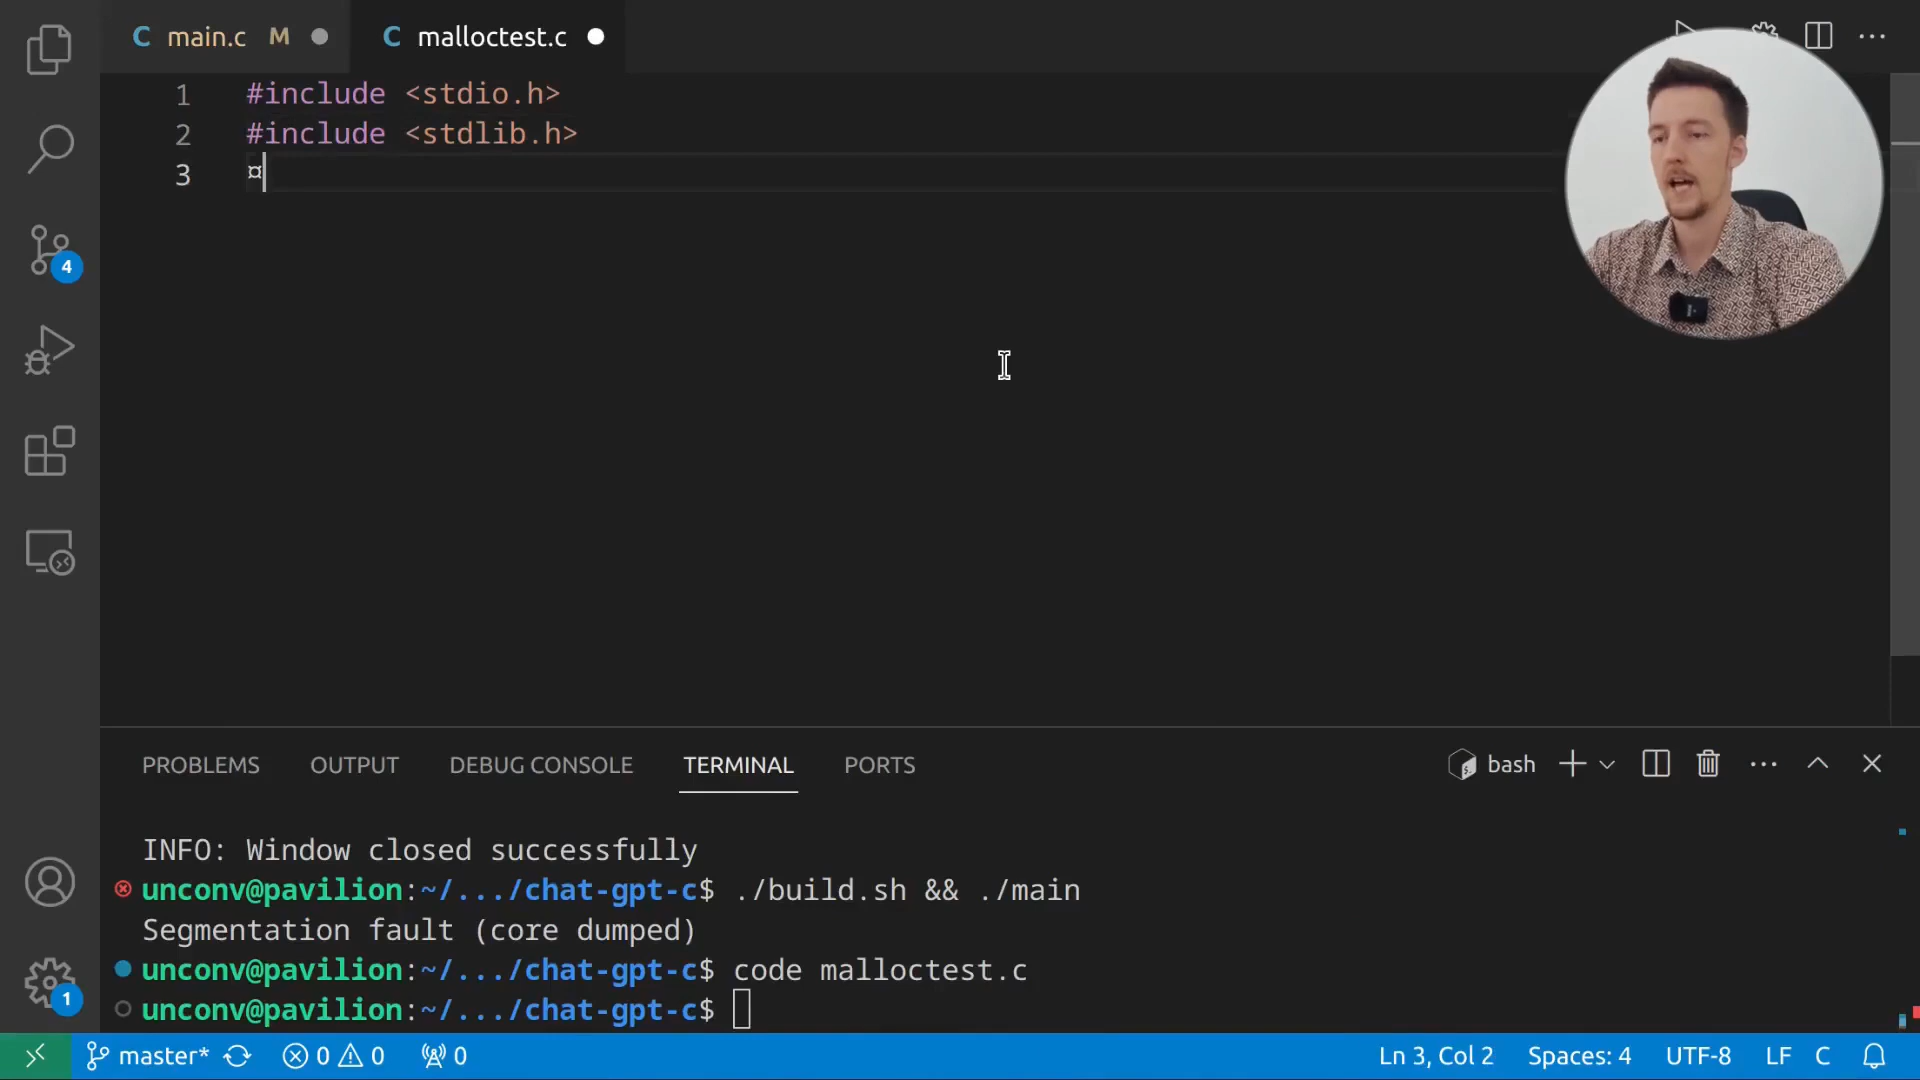 main.c M
malloctest.c
1 #include <stdio.h>
2 #include <stdlib.h>
3 ¤
4
PROBLEMS OUTPUT DEBUG CONSOLE TERMINAL PORTS
bash
INFO: Window closed successfully
unconv@pavilion:~/.../chat-gpt-c$ ./build.sh && ./main
Segmentation fault (core dumped)
unconv@pavilion:~/.../chat-gpt-c$ code malloctest.c
unconv@pavilion:~/.../chat-gpt-c$
1
master* 0 0 0 Ln 3, Col 2 Spaces: 4 UTF-8 LF C